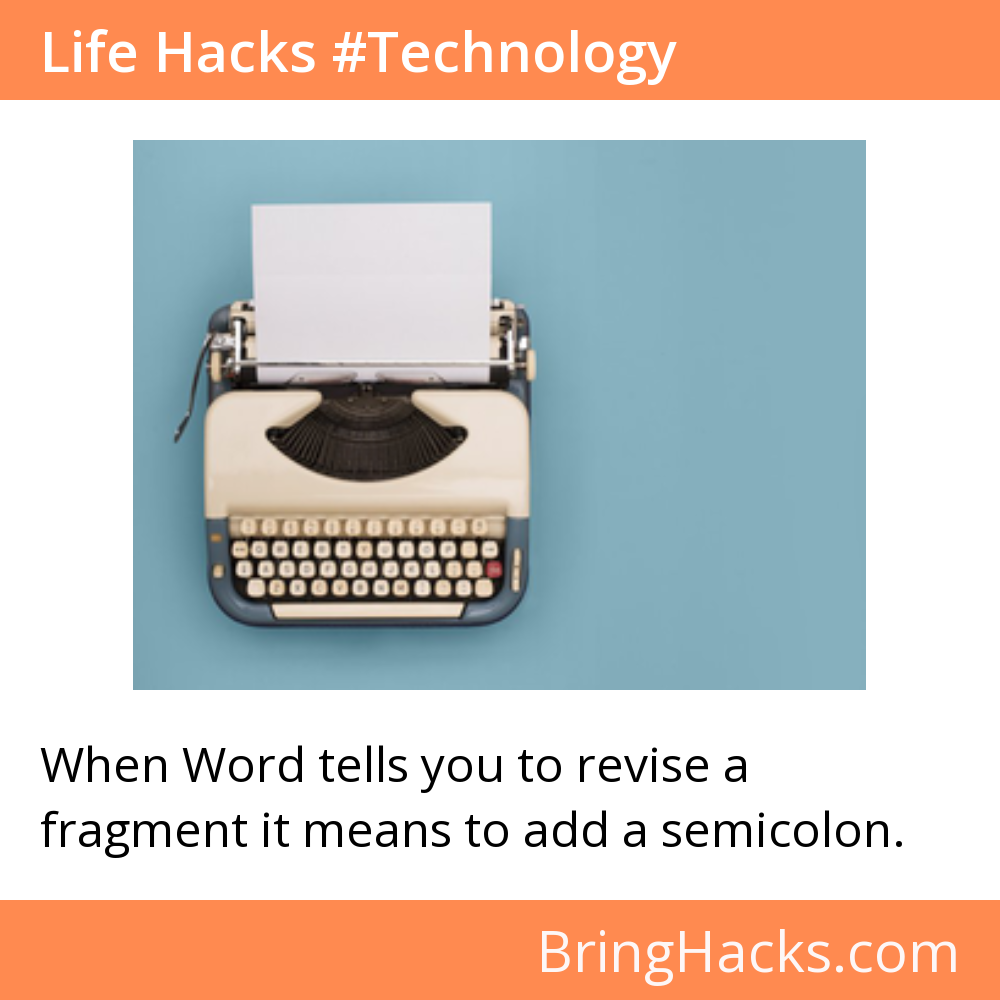 Life Hacks #Technology
When Word tells you to revise a
fragment it means to add a semicolon.
BringHacks.com